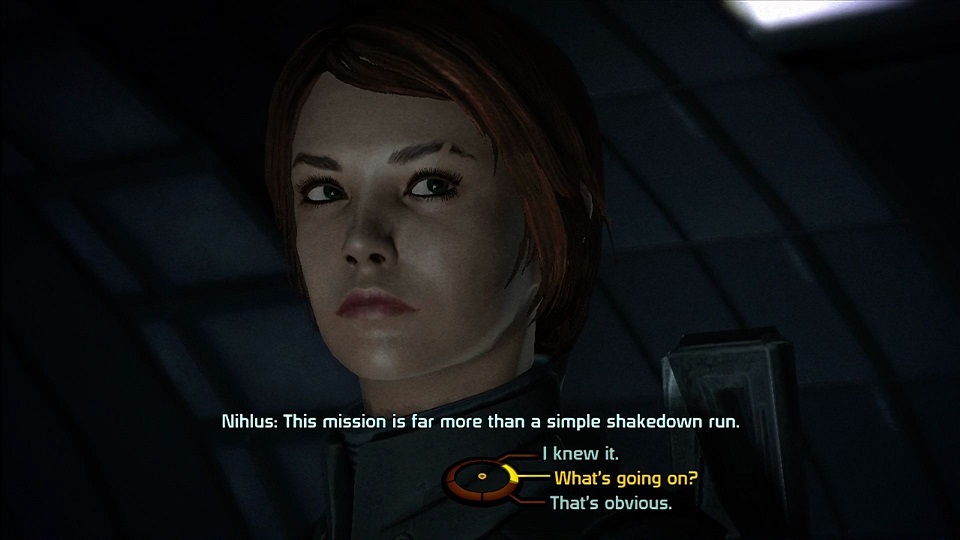 Nihlus: This mission is far more than a simple shakedown run.
I knew it.
What's going on?
That's obvious.